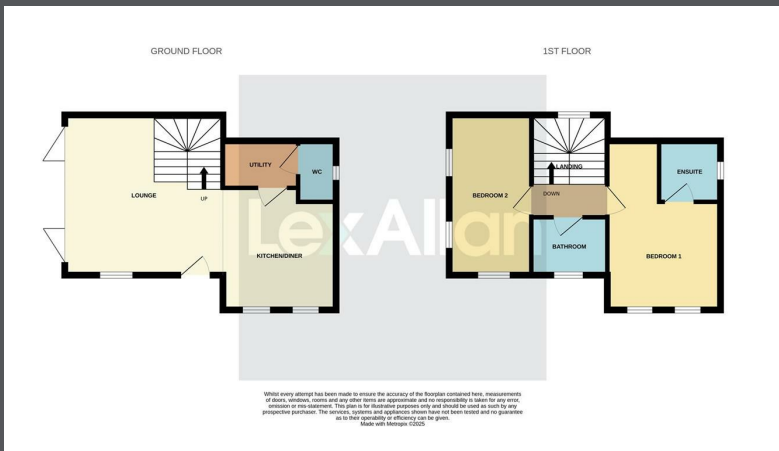 GROUND FLOOR
1ST FLOOR
UTILITY
WC
LOUNGE
UP
KITCHEN/DINER
LANDING
ENSUITE
BEDROOM 2
DOWN
BATHROOM
BEDROOM 1
LexAllan
Whilst every attempt has been made to ensure the accuracy of the floorplan contained here, measurements
of doors, windows, rooms and any other items are approximate and no responsibility is taken for any error,
omission or mis-statement. This plan is for illustrative purposes only and should be used as such by any
prospective purchaser. The services, systems and appliances shown have not been tested and no guarantee
as to their operability or efficiency can be given.
Made with Metropix ©2025